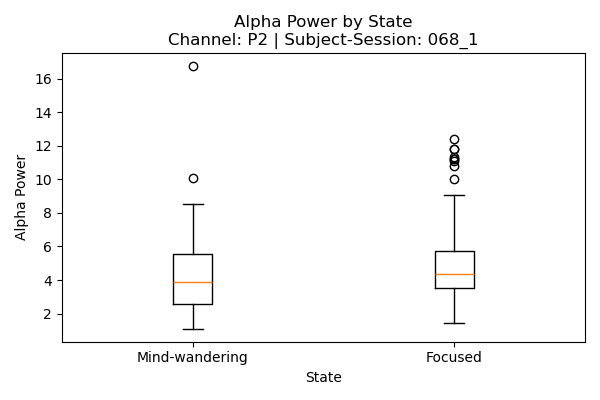 Alpha Power by State
Channel: P2 | Subject-Session: 068_1
16
14
12
10
8
6
4
2
Alpha Power
Mind-wandering
Focused
State